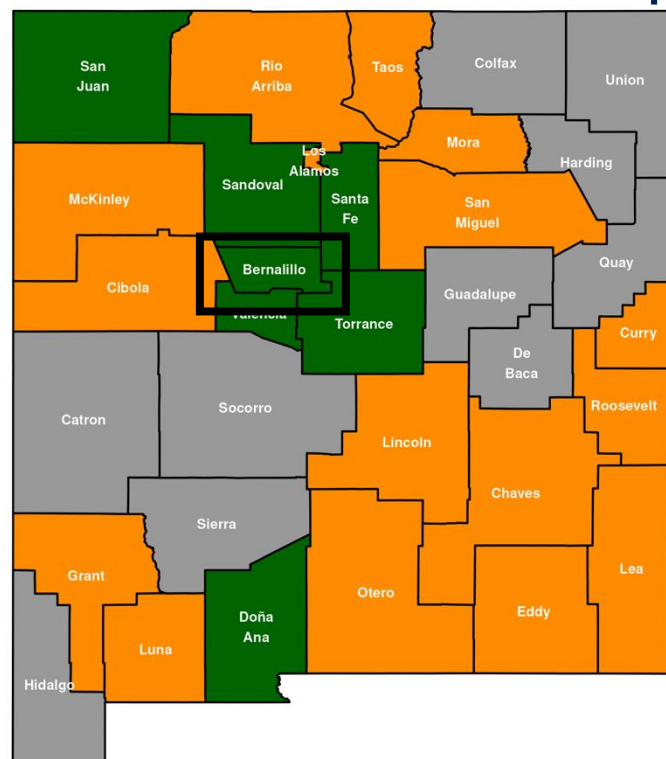 San
Juan
Rio
Arriba
Taos
Colfax
Union
Los
Alamos
Mora
Harding
Sandoval
Santa
Fe
McKinley
San
Miguel
Quay
Bernalillo
Cibola
Guadalupe
Valencia
Torrance
Curry
De
Baca
Roosevelt
Socorro
Catron
Lincoln
Chaves
Sierra
Grant
Lea
Otero
Eddy
Doña
Ana
Luna
Hidalgo